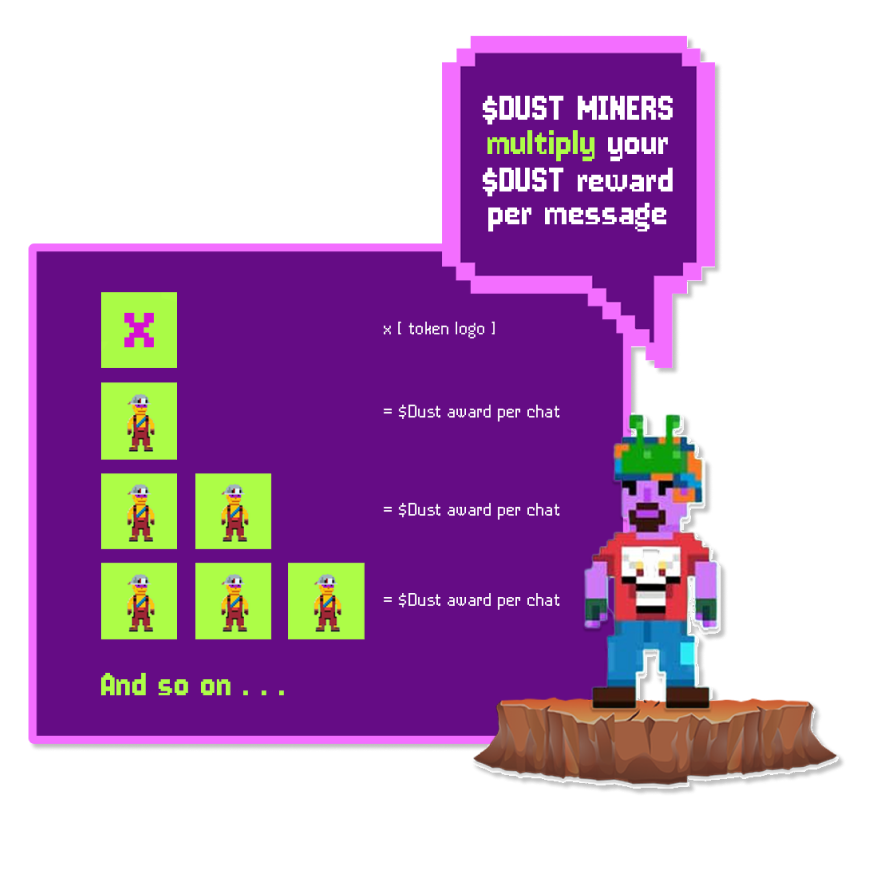 $DUST MINERS
multiply your
$DUST reward
per message
X
x [ token logo ]
= $Dust award per chat
= $Dust award per chat
= $Dust award per chat
And so on . . .